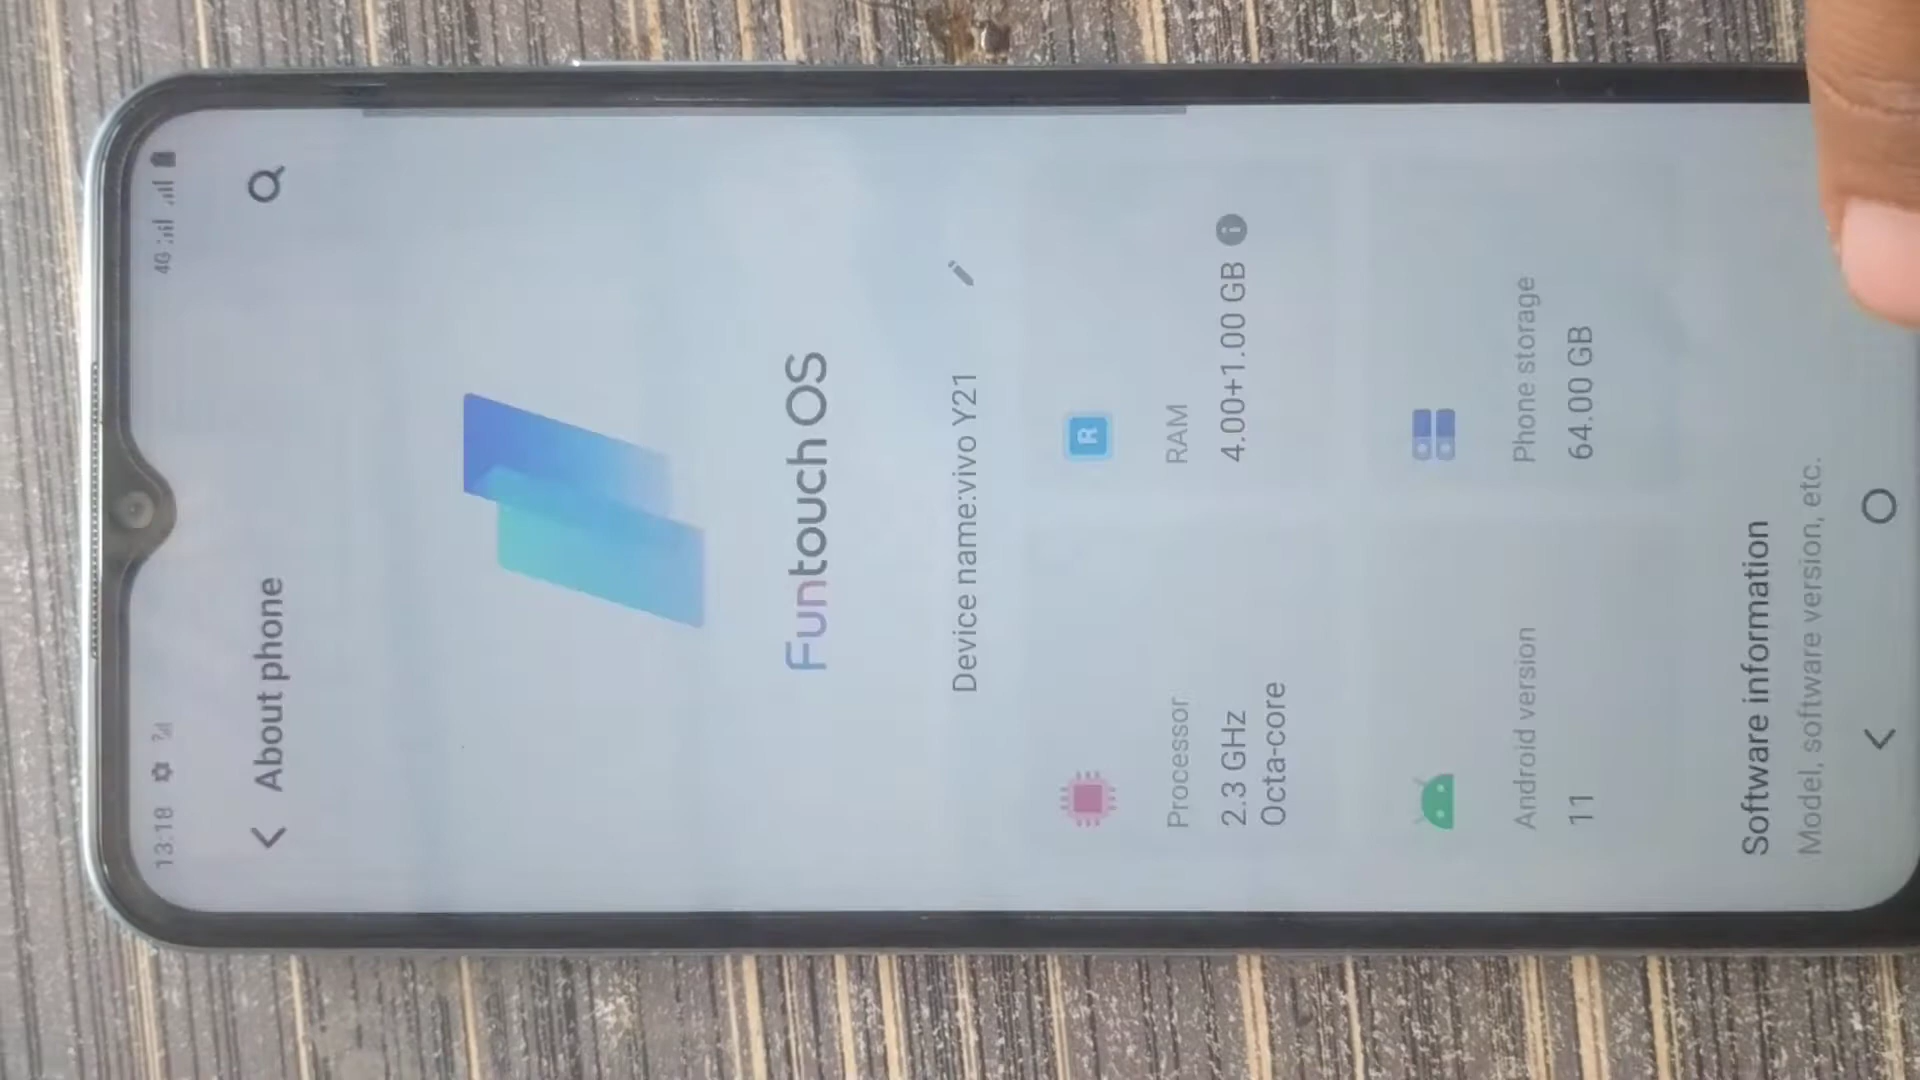 13:18
4G
About phone
Funtouch OS
Device name:vivo Y21
Processor
2.3 GHz
Octa-core
R
RAM
4.00+1.00 GB
Android version
11
Phone storage
64.00 GB
Software information
Model, software version, etc.